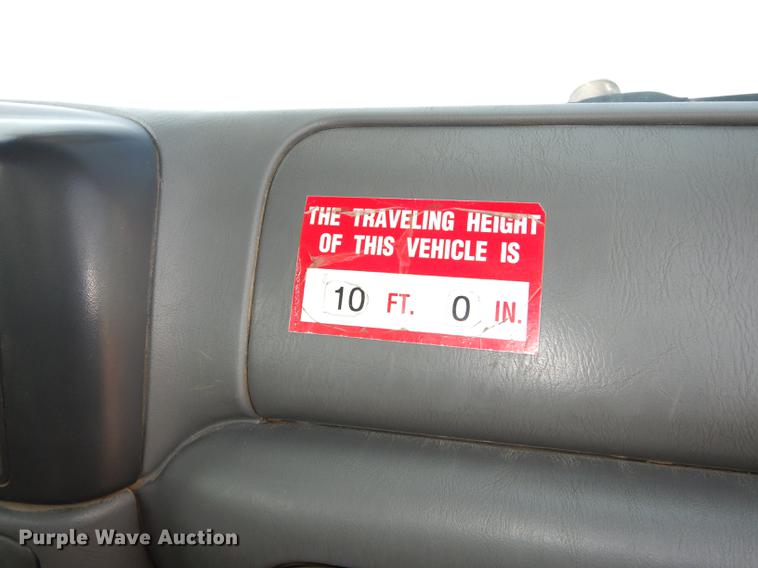 THE TRAVELING HEIGHT
OF THIS VEHICLE IS
10 FT. 0 IN.
Purple Wave Auction